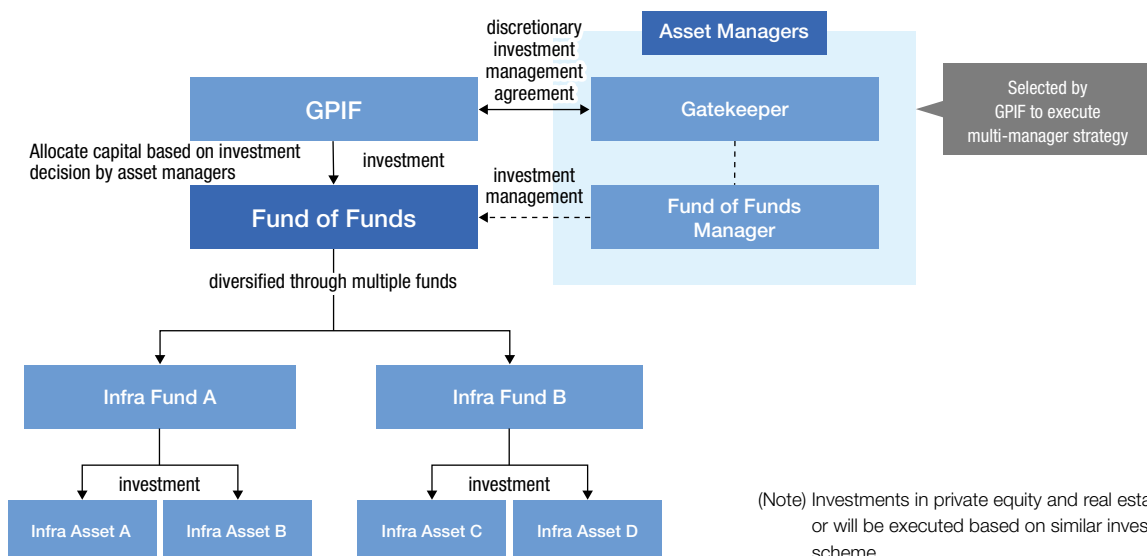 discretionary
investment
management
agreement
Asset Managers
GPIF
Gatekeeper
Selected by
GPIF to execute
multi-manager strategy
Allocate capital based on investment
decision by asset managers
investment
investment
management
Fund of Funds
Fund of Funds
Manager
diversified through multiple funds
Infra Fund A
Infra Fund B
investment
investment
Infra Asset A
Infra Asset B
Infra Asset C
Infra Asset D
(Note) Investments in private equity and real
or will be executed based on similar
scheme